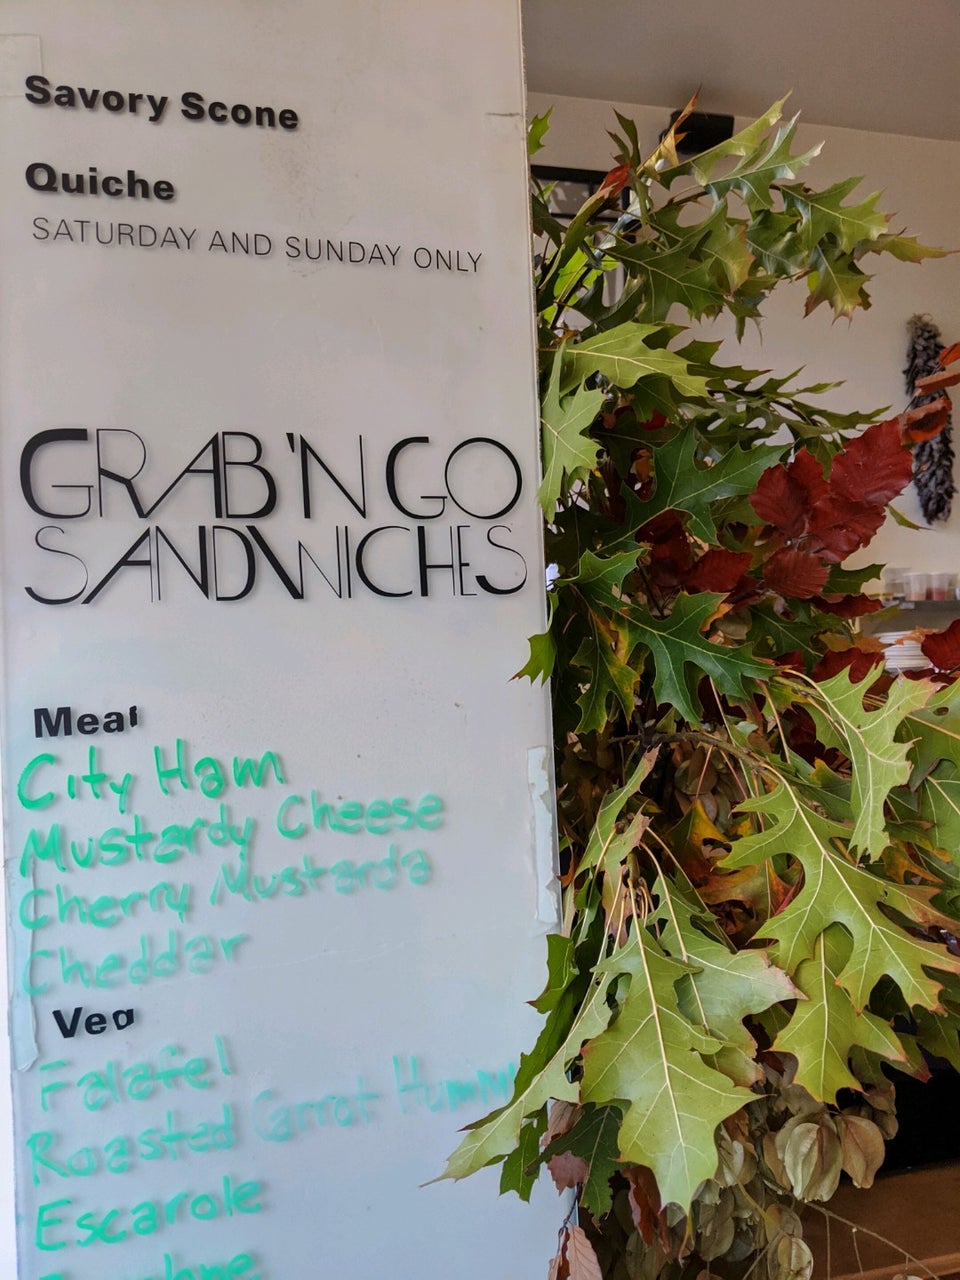 Savory Scone
Quiche
SATURDAY AND SUNDAY ONLY
GRAB 'N GO
SANDWICHES
Meat
City Ham
Mustardy Cheese
Cherry Mustarda
Cheddar
Veg
Falafel
Roasted Carrot Hummu
Escarole